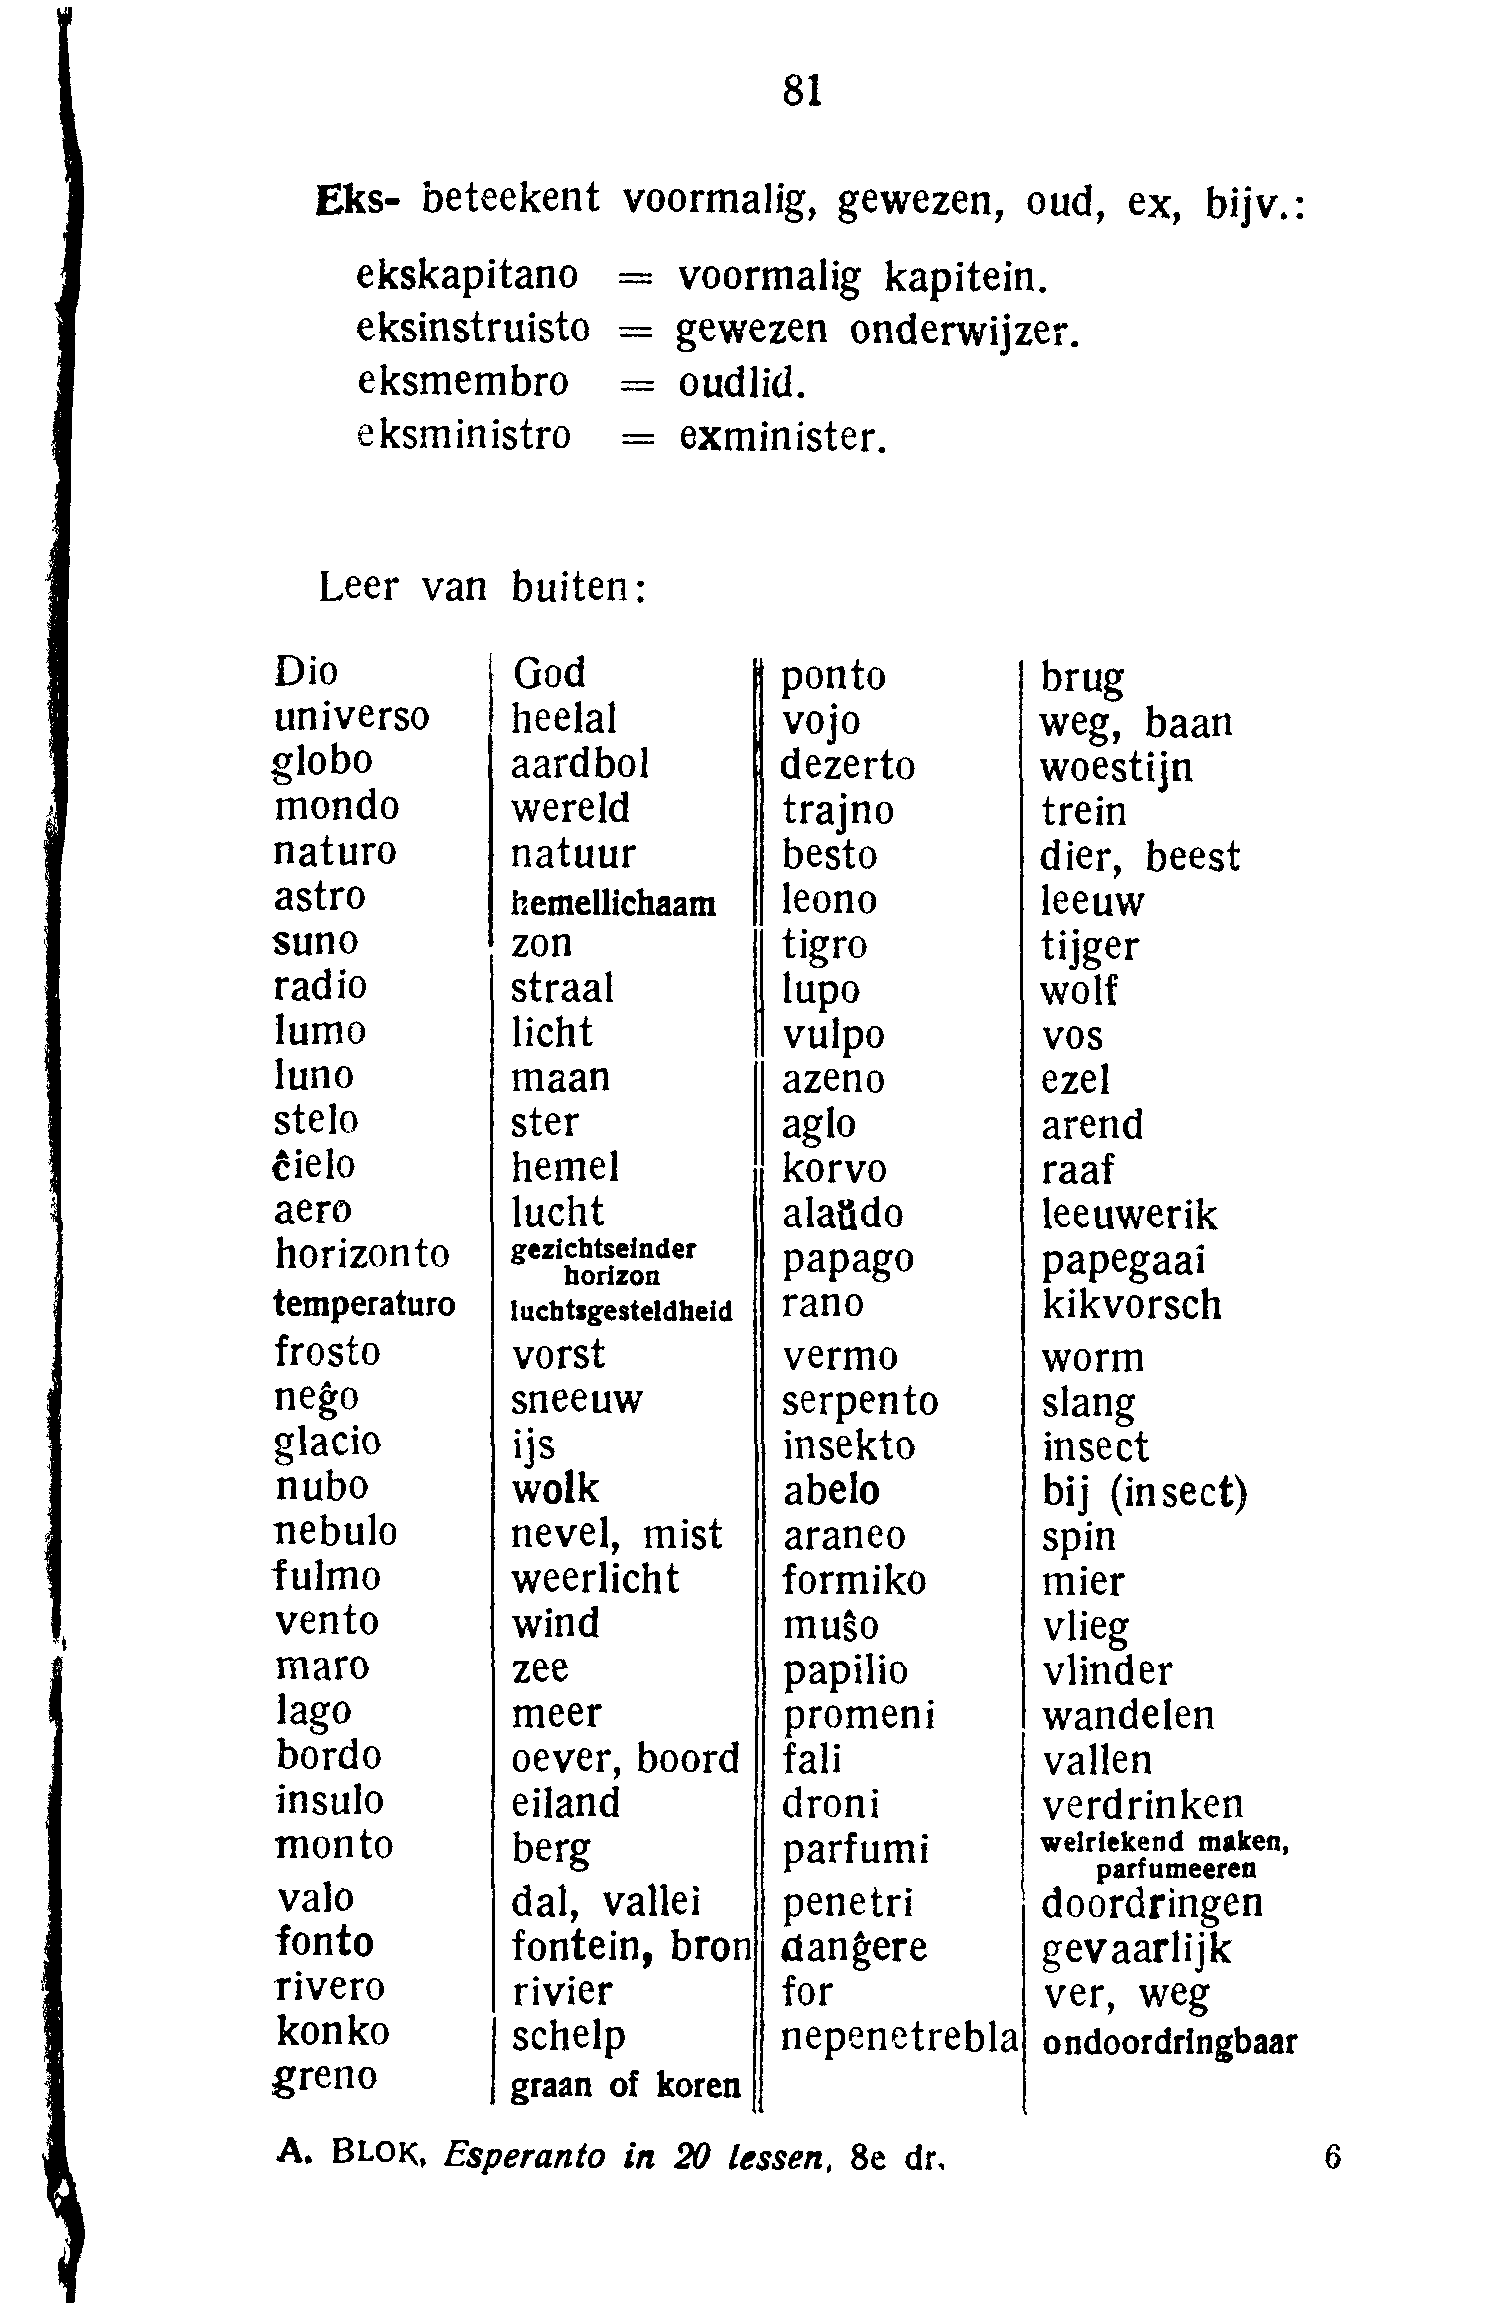 81
Eks- beteekent voormalig, gewezen, oud, ex, bijv.:
ekskapitano = voormalig kapitein.
eksinstruisto = gewezen onderwijzer.
eksmembro = oudlid.
eksministro = exminister.
Leer van buiten:
Dio God ponto brug
universo heelal vojo weg, baan
globo aardbol dezerto woestijn
mondo wereld trajno trein
naturo natuur besto dier, beest
astro hemellichaam leono leeuw
suno zon tigro tijger
radio straal lupo wolf
lumo licht vulpo vos
luno maan azeno ezel
stelo ster aglo arend
ĉielo hemel korvo raaf
aero lucht alaŭdo leeuwerik
horizonto gezichtseinder horizon papago papegaai
temperaturo luchtsgesteldheid rano kikvorsch
frosto vorst vermo worm
neĝo sneeuw serpento slang
glacio ijs insekto insect
nubo wolk abelo bij (insect)
nebulo nevel, mist araneo spin
fulmo weerlicht formiko mier
vento wind muŝo vlieg
maro zee papilio vlinder
lago meer promeni wandelen
bordo oever, boord fali vallen
insulo eiland droni verdrinken
monto berg parfumi welriekend maken, parfumeeren
valo dal, vallei penetri doordringen
fonto fontein, bron danĝere gevaarlijk
rivero rivier for ver, weg
konko schelp nepenetrebla ondoordringbaar
greno graan of koren
A. BLOK, Esperanto in 20 lessen, 8e dr. 6